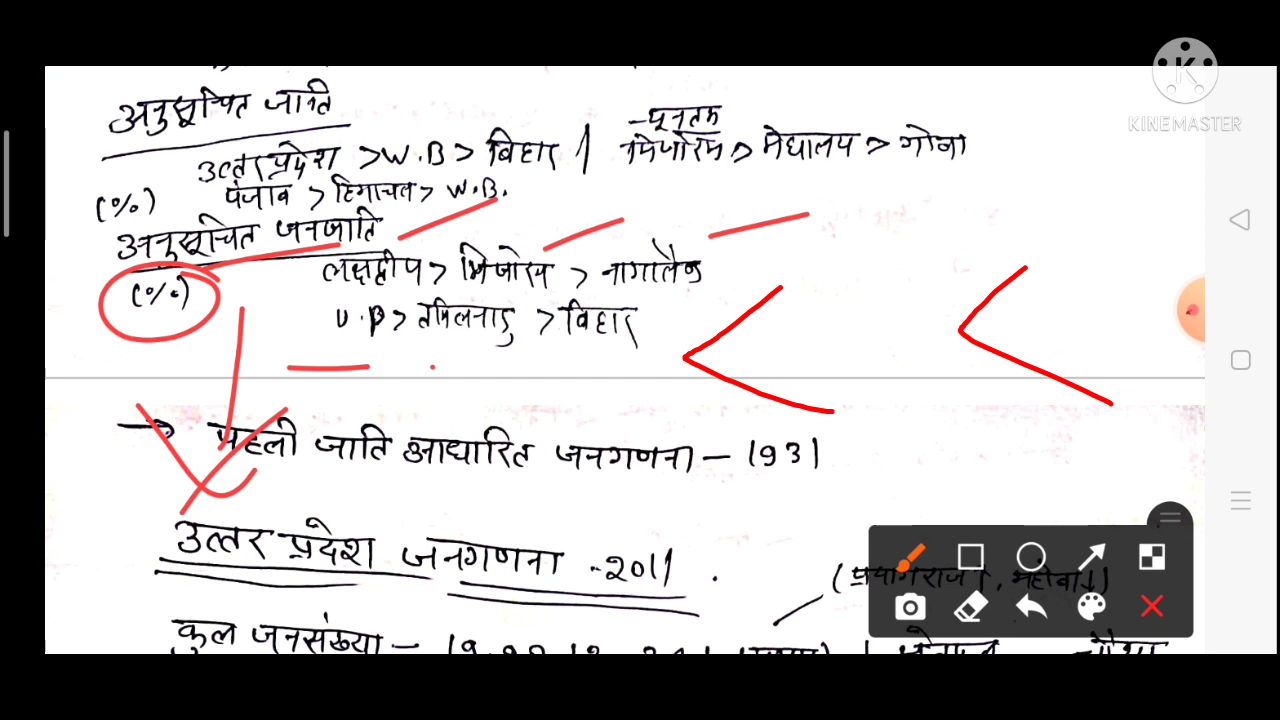 अनुसूचित जाति
उत्तर प्रदेश > W.B > बिहार / न्यूनतम मिजोरम > मेघालय > गोवा
(%) पंजाब > हिमाचल > W.B.
अनुसूचित जनजाति
(%) लक्षद्वीप > मिजोरम > नागालैंड
U.P > तमिलनाडु > बिहार
→ पहली जाति आधारित जनगणना – 1931
उत्तर प्रदेश जनगणना - 2011
(प्रयागराज↑, महोबा↓)
कुल जनसंख्या –
KINEMASTER